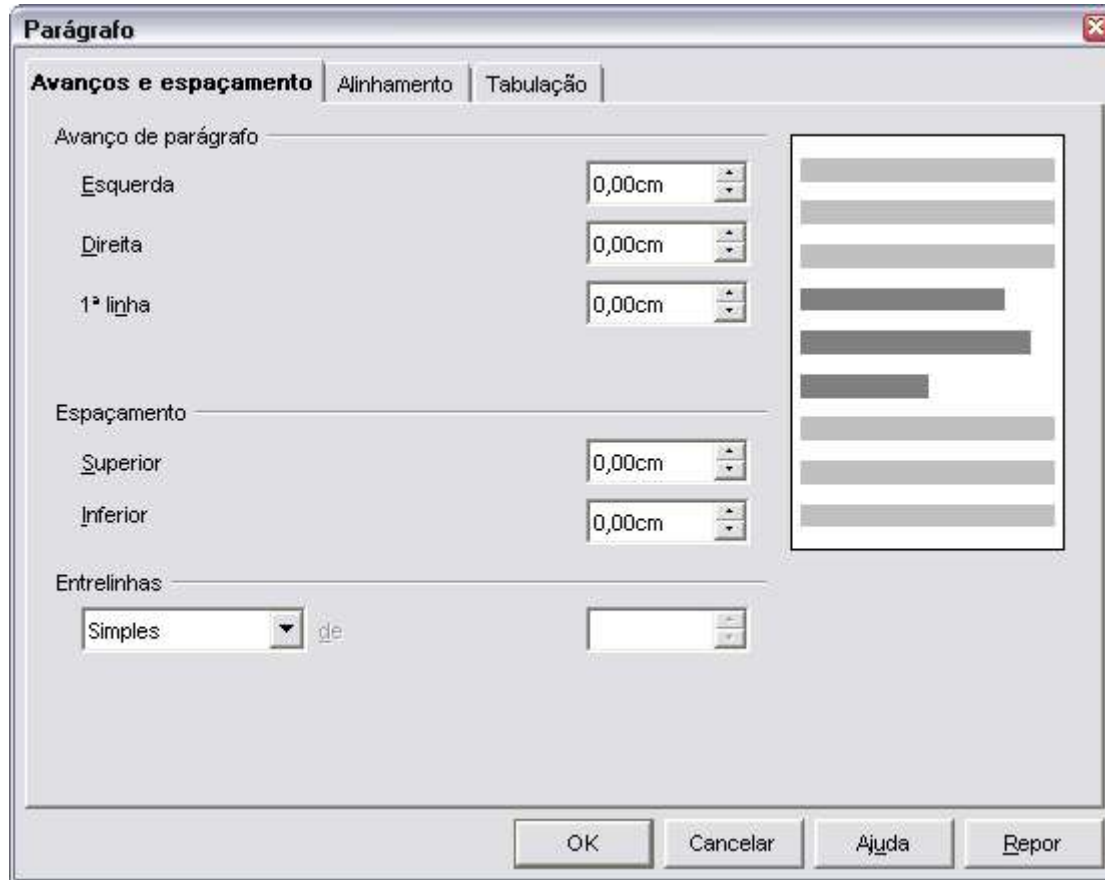 Parágrafo
Avanços e espaçamento Alinhamento Tabulação
Avanço de parágrafo
Esquerda 0,00cm
Direita 0,00cm
1ª linha 0,00cm
Espaçamento
Superior 0,00cm
Inferior 0,00cm
Entrelinhas
Simples de
OK Cancelar Ajuda Repor